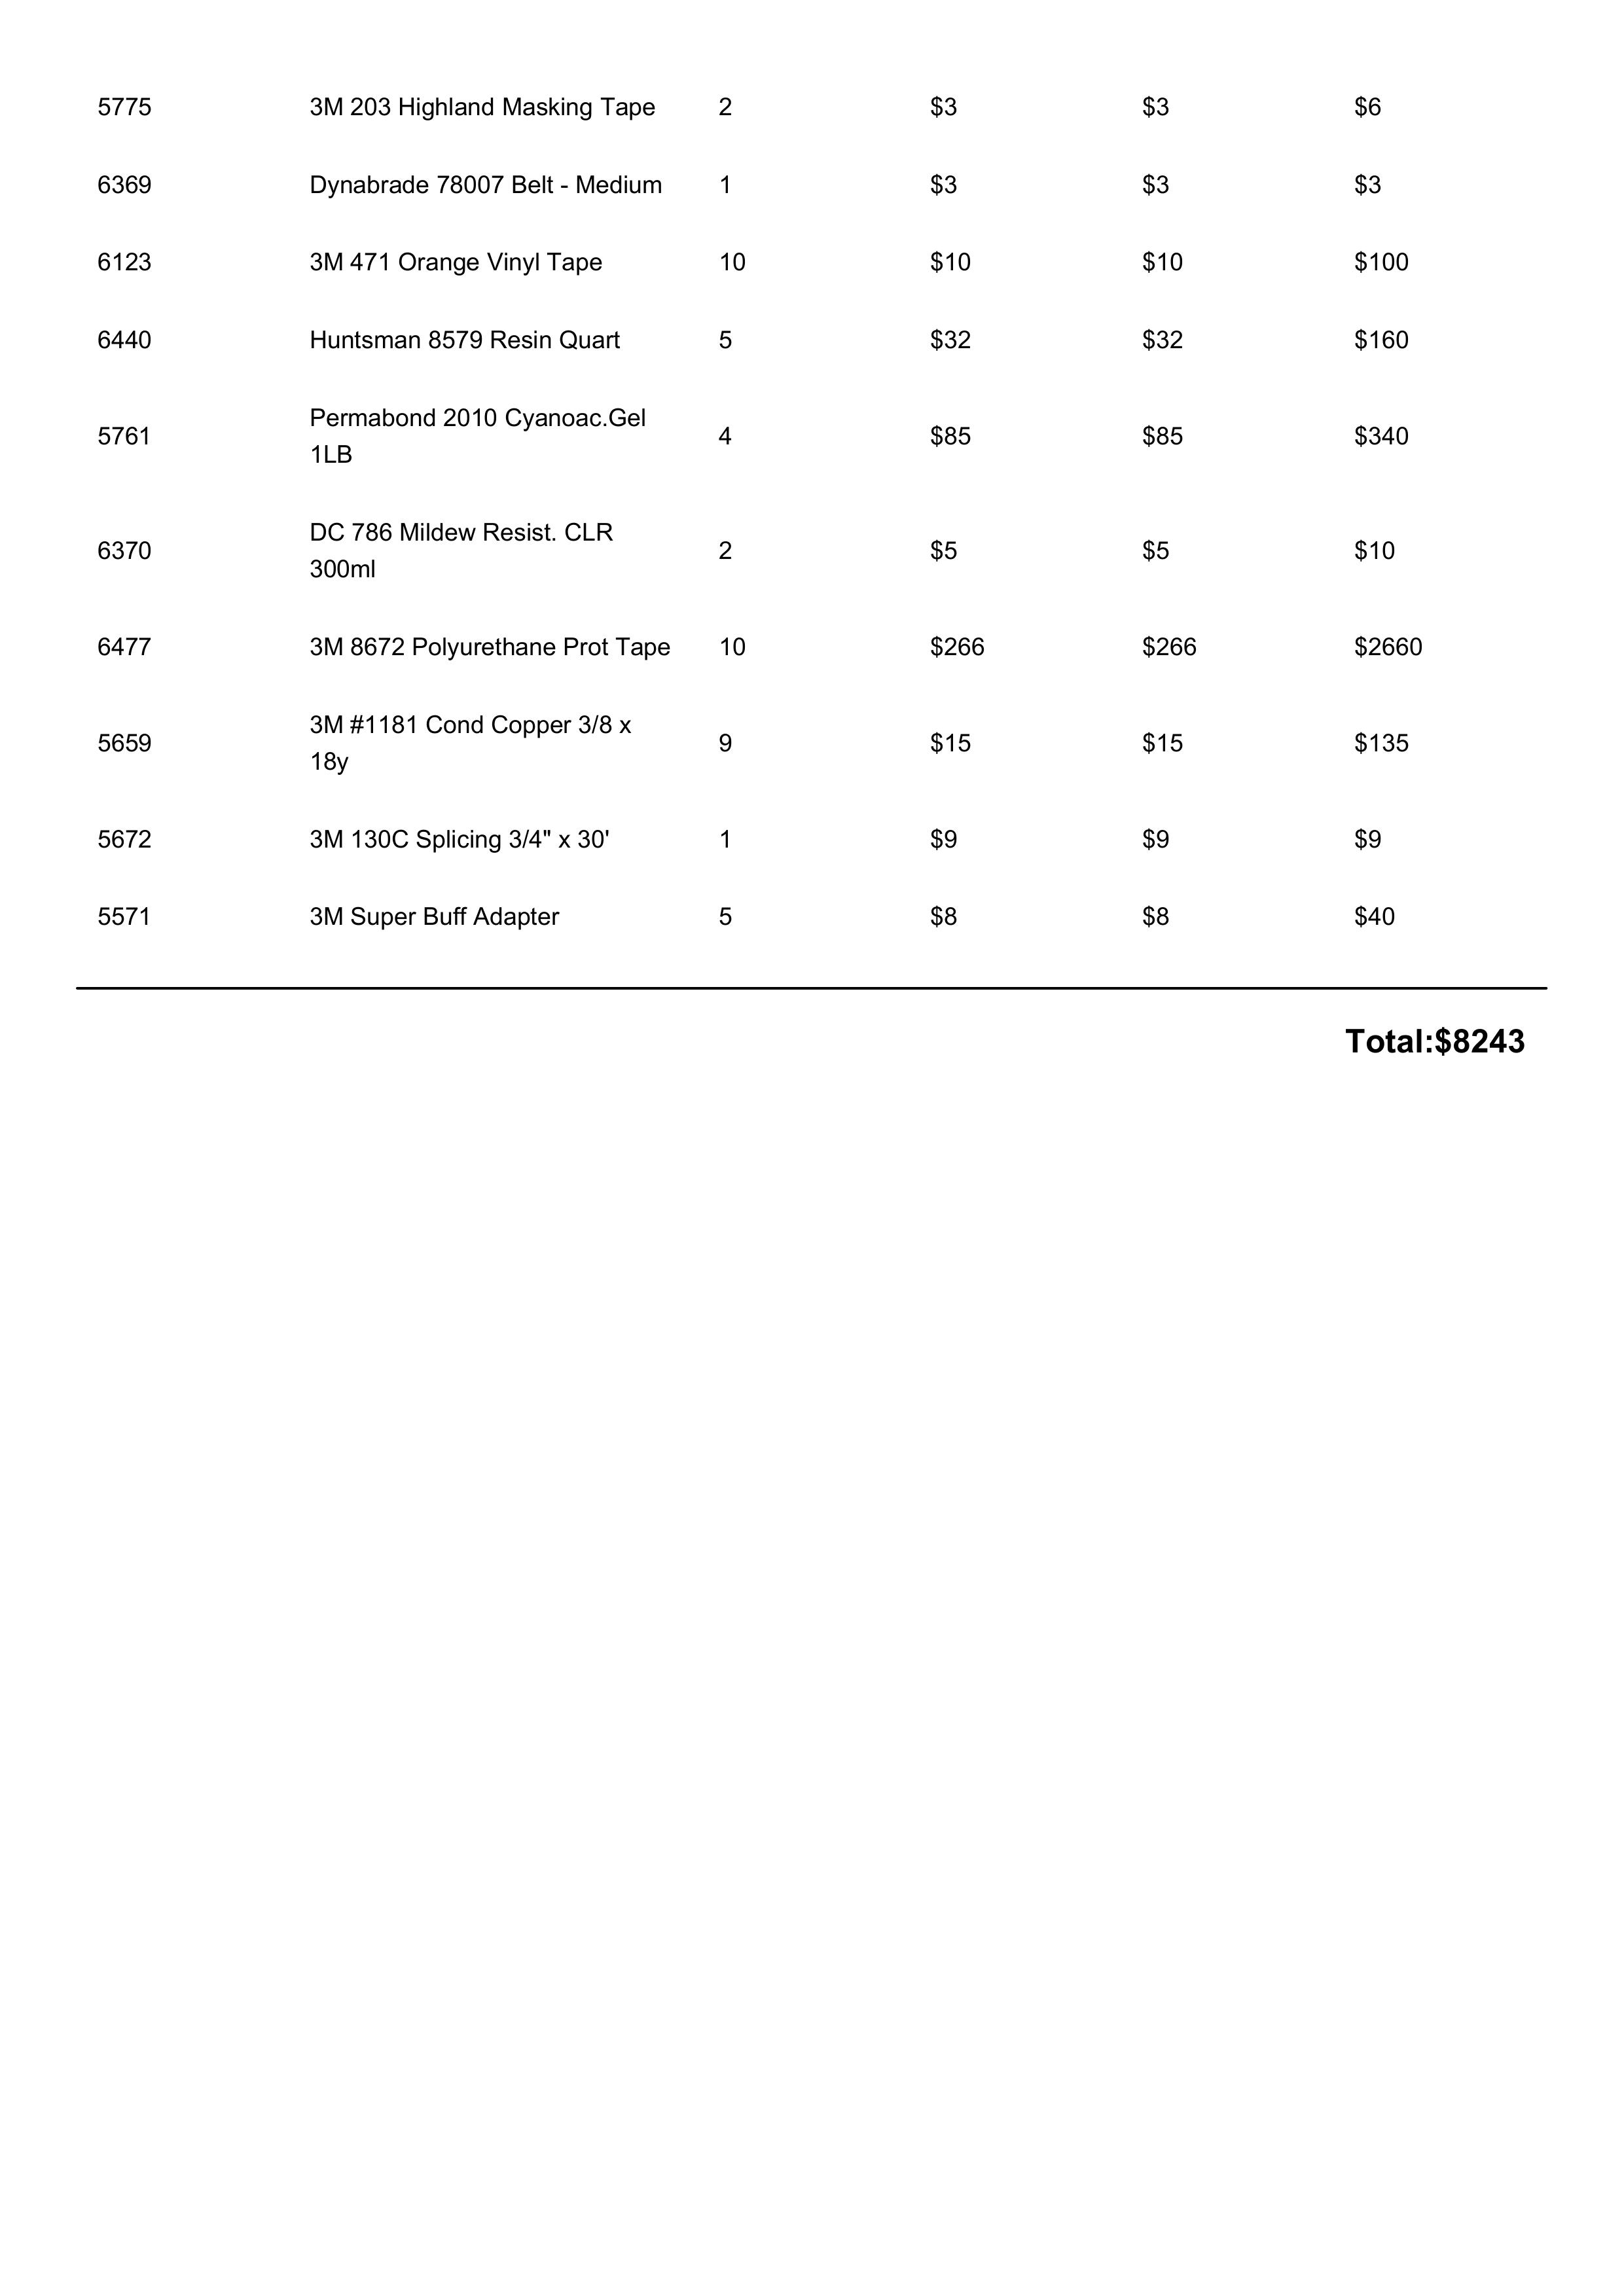 5775 3M 203 Highland Masking Tape 2 $3 $3 $6
6369 Dynabrade 78007 Belt - Medium 1 $3 $3 $3
6123 3M 471 Orange Vinyl Tape 10 $10 $10 $100
6440 Huntsman 8579 Resin Quart 5 $32 $32 $160
5761 Permabond 2010 Cyanoac.Gel 4 $85 $85 $340
1LB
6370 DC 786 Mildew Resist. CLR 2 $5 $5 $10
300ml
6477 3M 8672 Polyurethane Prot Tape 10 $266 $266 $2660
5659 3M #1181 Cond Copper 3/8 x 9 $15 $15 $135
18y
5672 3M 130C Splicing 3/4" x 30' 1 $9 $9 $9
5571 3M Super Buff Adapter 5 $8 $8 $40
Total:$8243